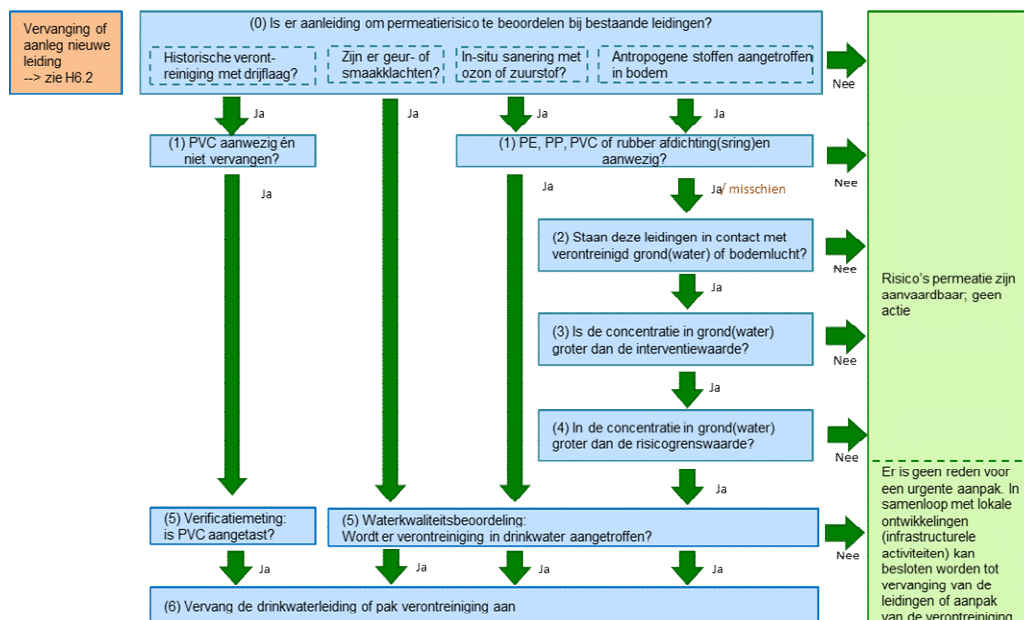 Vervanging of
aanleg nieuwe
leiding
--> zie H6.2
(0) Is er aanleiding om permeatierisico te beoordelen bij bestaande leidingen?
Historische veront-
reiniging met drijflaag?
Zijn er geur- of
smaakklachten?
In-situ sanering met
ozon of zuurstof?
Antropogene stoffen aangetroffen
in bodem
Nee
Ja
Ja
Ja
Ja
(1) PVC aanwezig én
niet vervangen?
(1) PE, PP, PVC of rubber afdichting(sring)en
aanwezig?
Nee
Ja
Ja
Ja/ misschien
(2) Staan deze leidingen in contact met
verontreinigd grond(water) of bodemlucht?
Nee
Ja
Risico's permeatie zijn
aanvaardbaar; geen
actie
(3) Is de concentratie in grond(water)
groter dan de interventiewaarde?
Nee
Ja
(4) In de concentratie in grond(water)
groter dan de risicogrenswaarde?
Nee
Ja
(5) Verificatiemeting:
is PVC aangetast?
(5) Waterkwaliteitsbeoordeling:
Wordt er verontreiniging in drinkwater aangetroffen?
Nee
Er is geen reden voor
een urgente aanpak. In
samenloop met lokale
ontwikkelingen
(infrastructurele
activiteiten) kan
besloten worden tot
vervanging van de
leidingen of aanpak
van de verontreiniging
Ja
Ja
Ja
Ja
(6) Vervang de drinkwaterleiding of pak verontreiniging aan